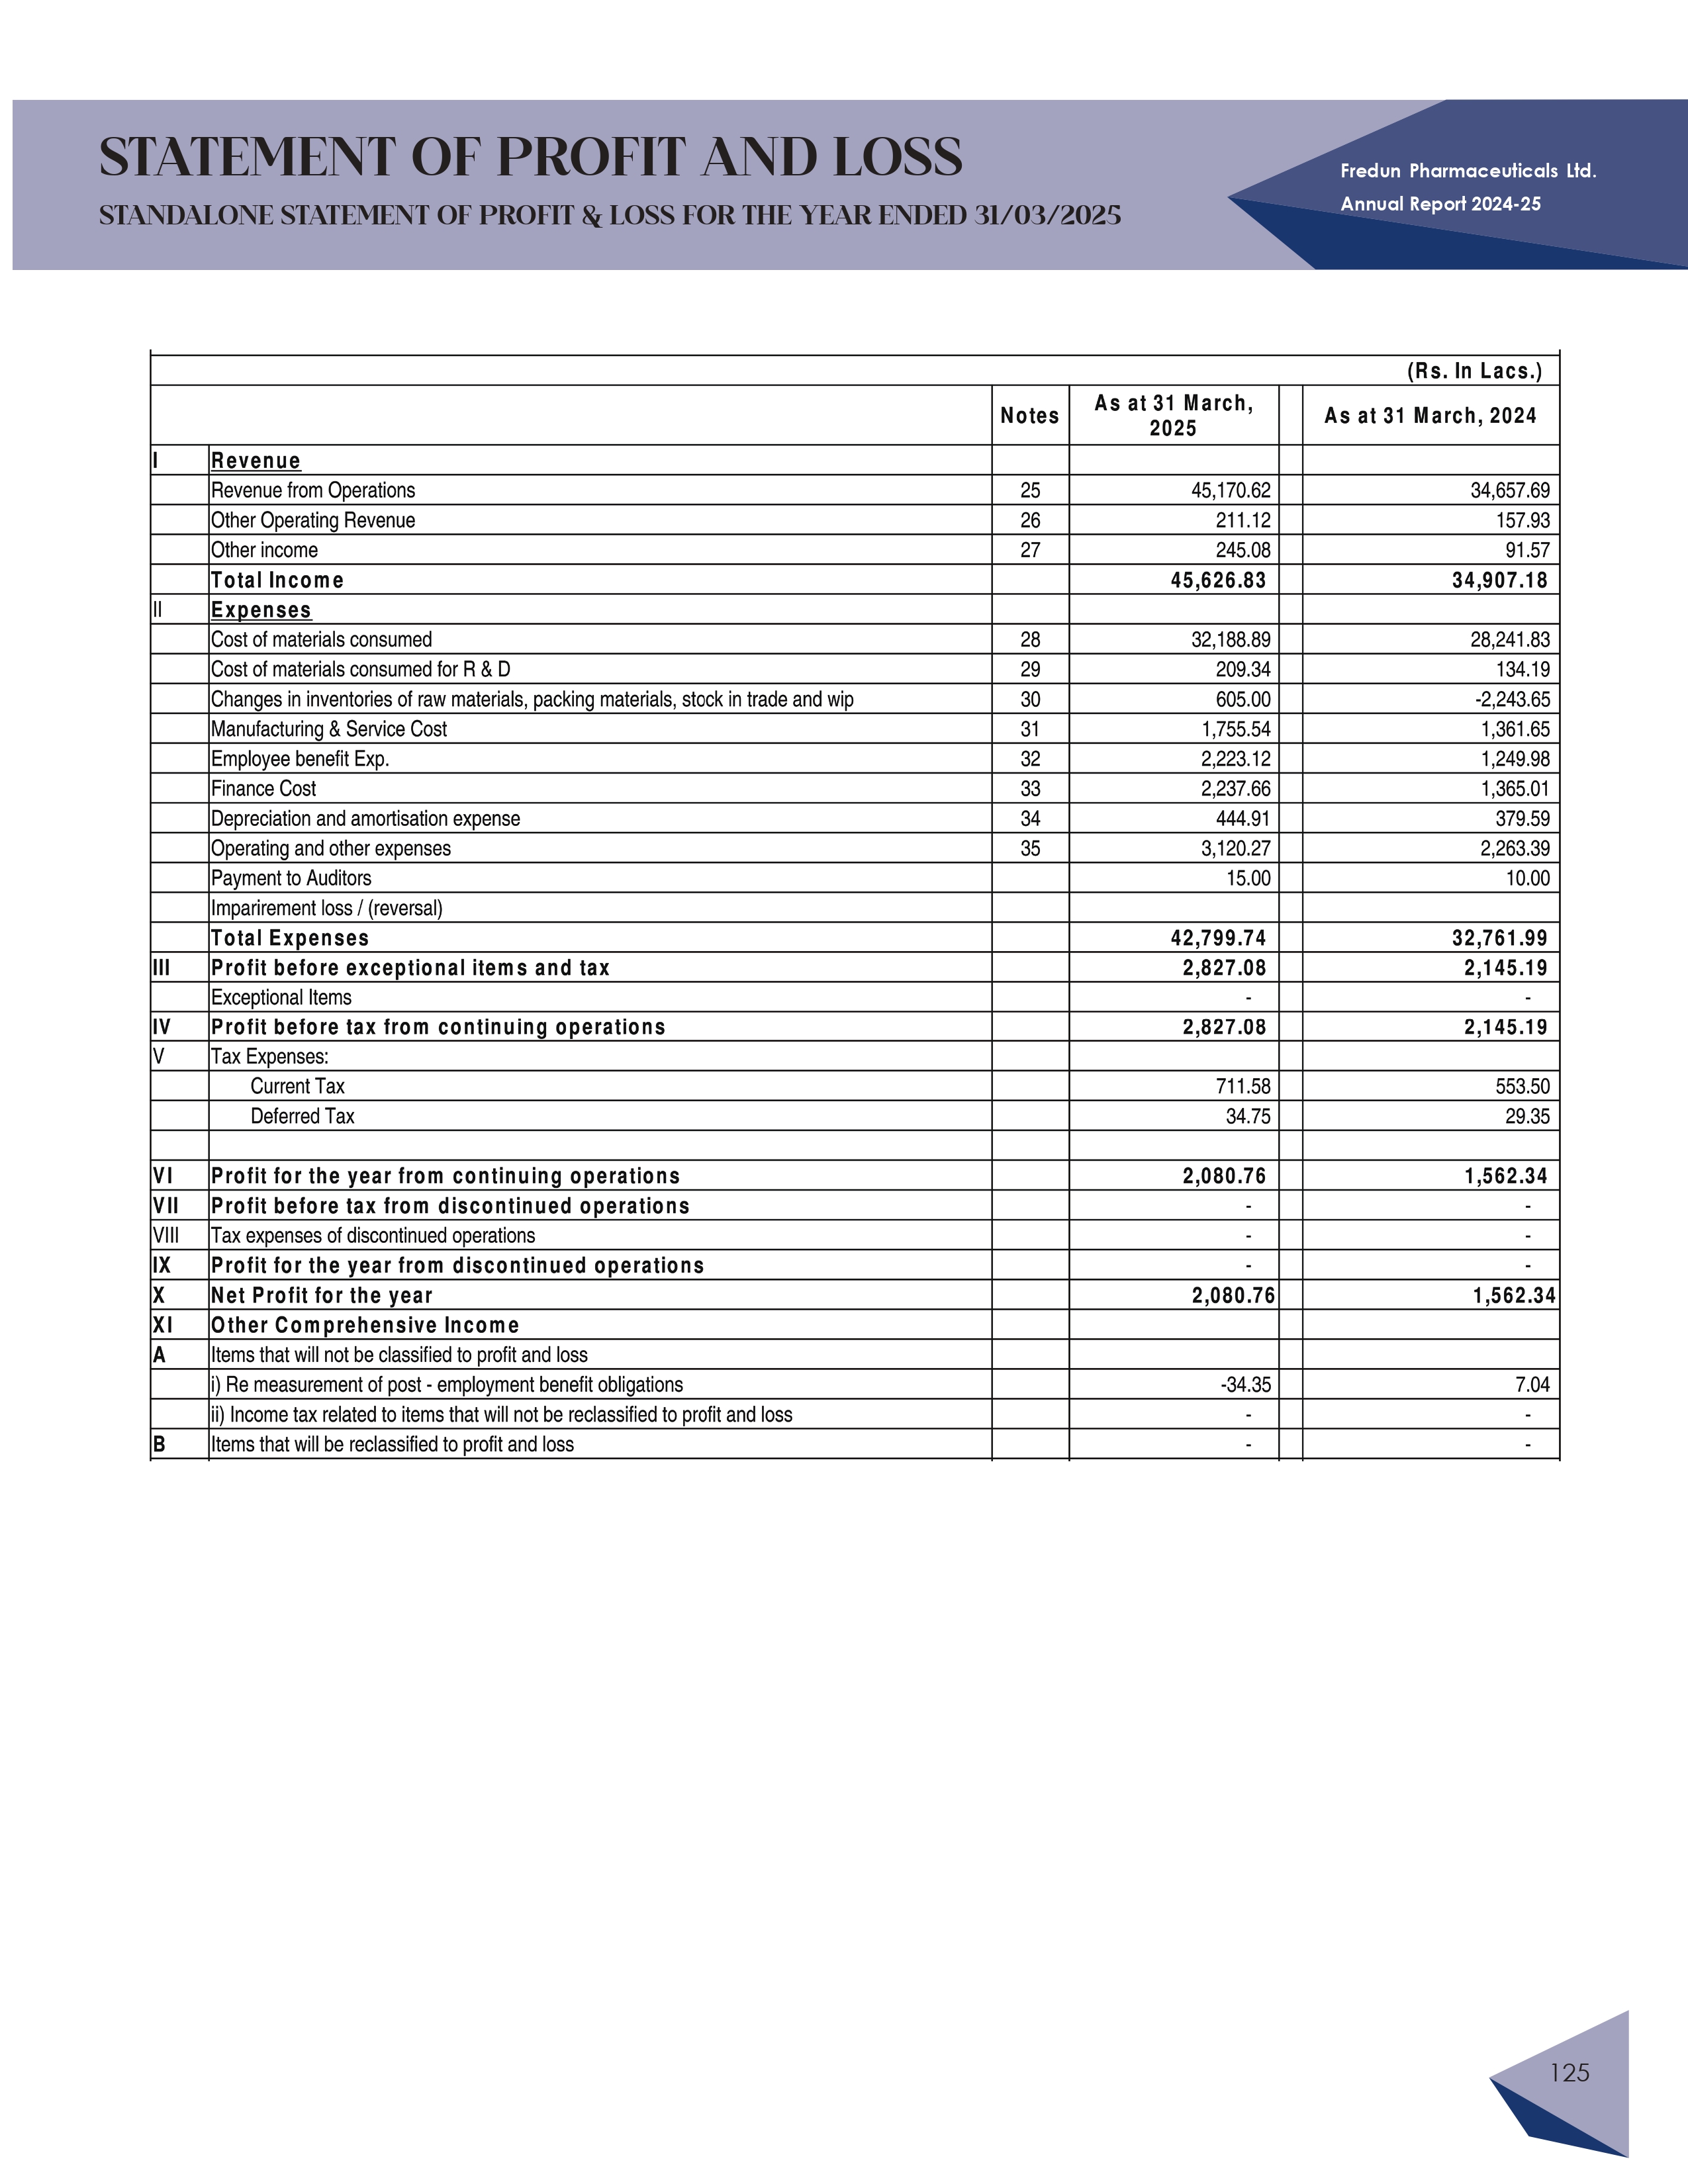 STATEMENT OF PROFIT AND LOSS
STANDALONE STATEMENT OF PROFIT & LOSS FOR THE YEAR ENDED 31/03/2025
Fredun Pharmaceuticals Ltd.
Annual Report 2024-25
(Rs. In Lacs.)
Notes As at 31 March, 2025 As at 31 March, 2024
I Revenue
Revenue from Operations 25 45,170.62 34,657.69
Other Operating Revenue 26 211.12 157.93
Other income 27 245.08 91.57
Total Income 45,626.83 34,907.18
II Expenses
Cost of materials consumed 28 32,188.89 28,241.83
Cost of materials consumed for R & D 29 209.34 134.19
Changes in inventories of raw materials, packing materials, stock in trade and wip 30 605.00 -2,243.65
Manufacturing & Service Cost 31 1,755.54 1,361.65
Employee benefit Exp. 32 2,223.12 1,249.98
Finance Cost 33 2,237.66 1,365.01
Depreciation and amortisation expense 34 444.91 379.59
Operating and other expenses 35 3,120.27 2,263.39
Payment to Auditors 15.00 10.00
Imparirement loss / (reversal)
Total Expenses 42,799.74 32,761.99
III Profit before exceptional items and tax 2,827.08 2,145.19
Exceptional Items - -
IV Profit before tax from continuing operations 2,827.08 2,145.19
V Tax Expenses:
Current Tax 711.58 553.50
Deferred Tax 34.75 29.35
VI Profit for the year from continuing operations 2,080.76 1,562.34
VII Profit before tax from discontinued operations - -
VIII Tax expenses of discontinued operations - -
IX Profit for the year from discontinued operations - -
X Net Profit for the year 2,080.76 1,562.34
XI Other Comprehensive Income
A Items that will not be classified to profit and loss
i) Re measurement of post - employment benefit obligations -34.35 7.04
ii) Income tax related to items that will not be reclassified to profit and loss - -
B Items that will be reclassified to profit and loss - -
125